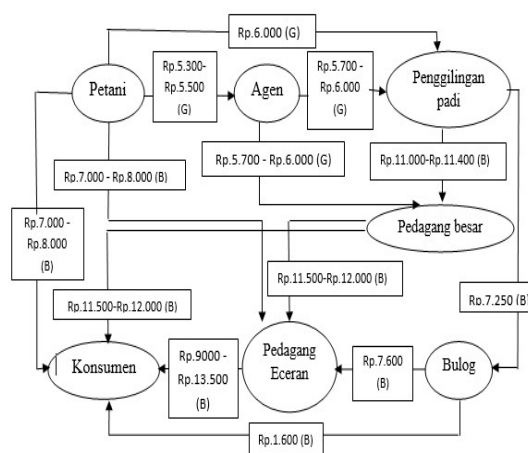 Rp.6.000 (G)
Petani
Rp.5.300-
Rp.5.500
(G)
Agen
Rp.5.700 -
Rp.6.000
(G)
Penggilingan
padi
Rp.7.000 - Rp.8.000 (B)
Rp.5.700 - Rp.6.000 (G)
Rp.11.000-Rp.11.400 (B)
Rp.7.000 -
Rp.8.000
(B)
Pedagang besar
Rp.11.500-Rp.12.000 (B)
Rp.11.500-Rp.12.000 (B)
Rp.7.250 (B)
Konsumen
Rp.9000 -
Rp.13.500
(B)
Pedagang
Eceran
Rp.7.600
(B)
Bulog
Rp.1.600 (B)